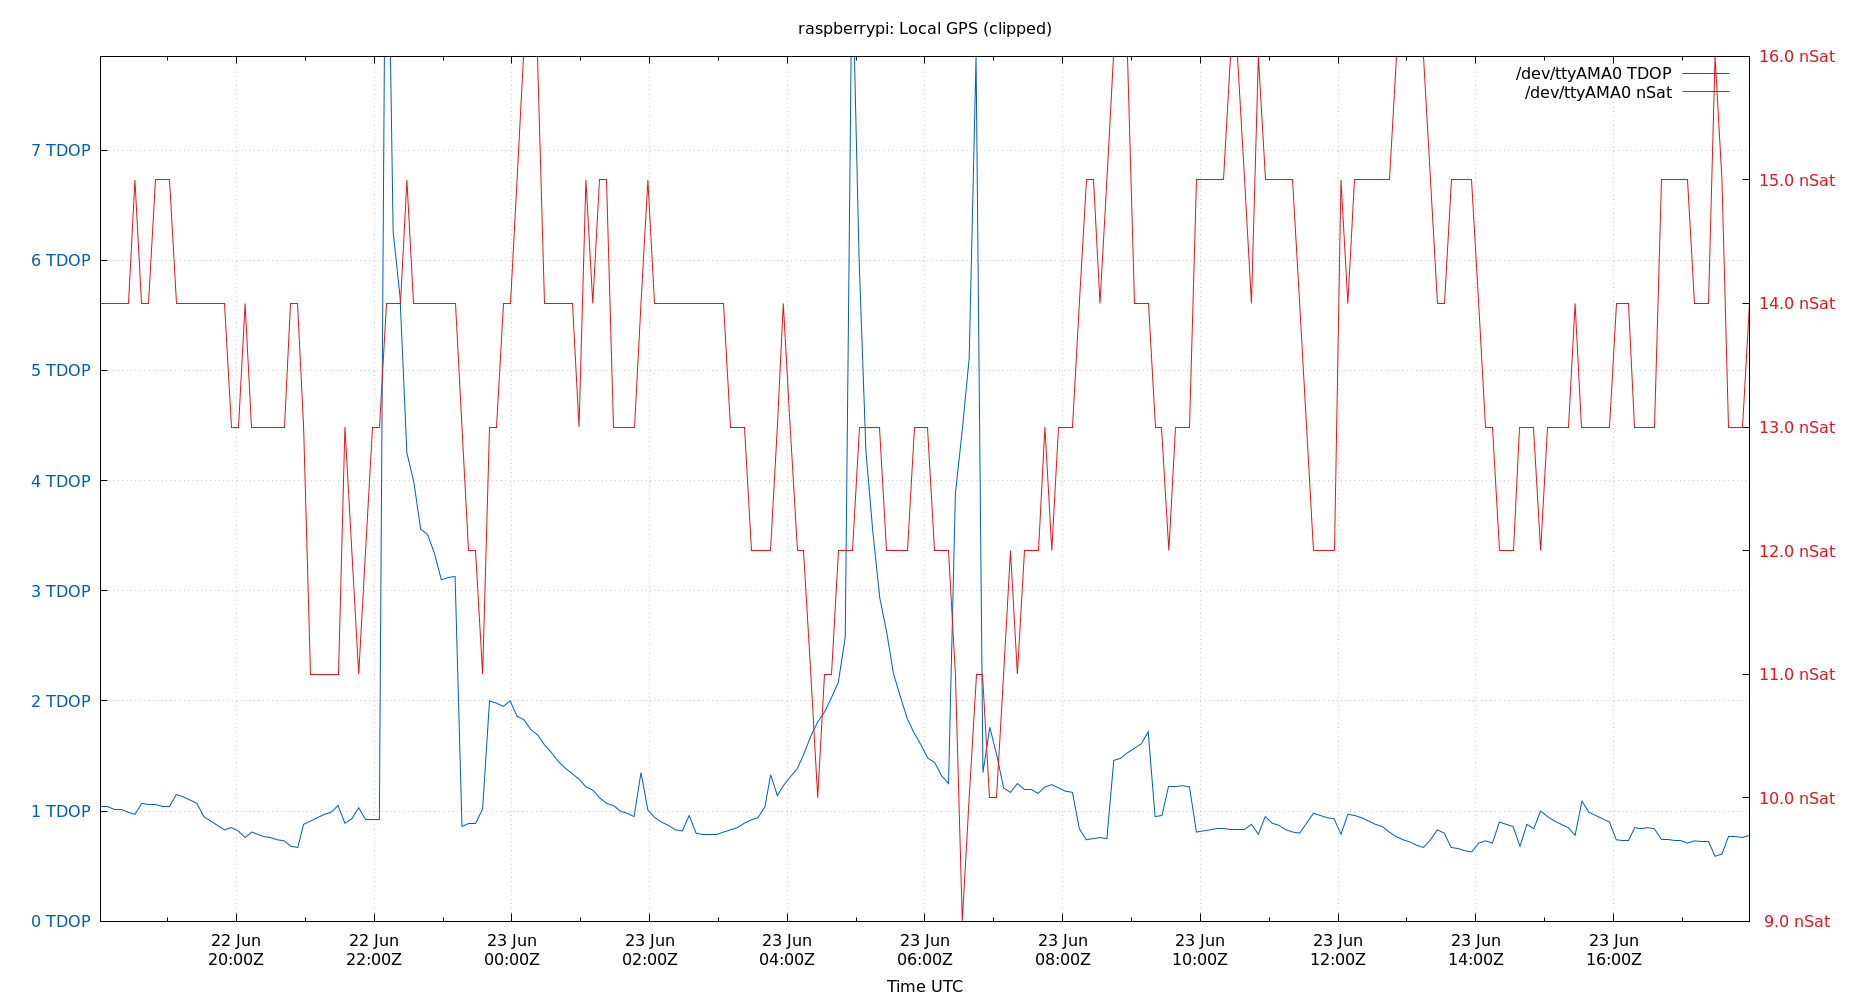 raspberrypi: Local GPS (clipped)
/dev/ttyAMA0 TDOP
/dev/ttyAMA0 nSat
7 TDOP
6 TDOP
5 TDOP
4 TDOP
3 TDOP
2 TDOP
1 TDOP
0 TDOP
16.0 nSat
15.0 nSat
14.0 nSat
13.0 nSat
12.0 nSat
11.0 nSat
10.0 nSat
9.0 nSat
22 Jun
20:00Z
22 Jun
22:00Z
23 Jun
00:00Z
23 Jun
02:00Z
23 Jun
04:00Z
23 Jun
06:00Z
23 Jun
08:00Z
23 Jun
10:00Z
23 Jun
12:00Z
23 Jun
14:00Z
23 Jun
16:00Z
Time UTC